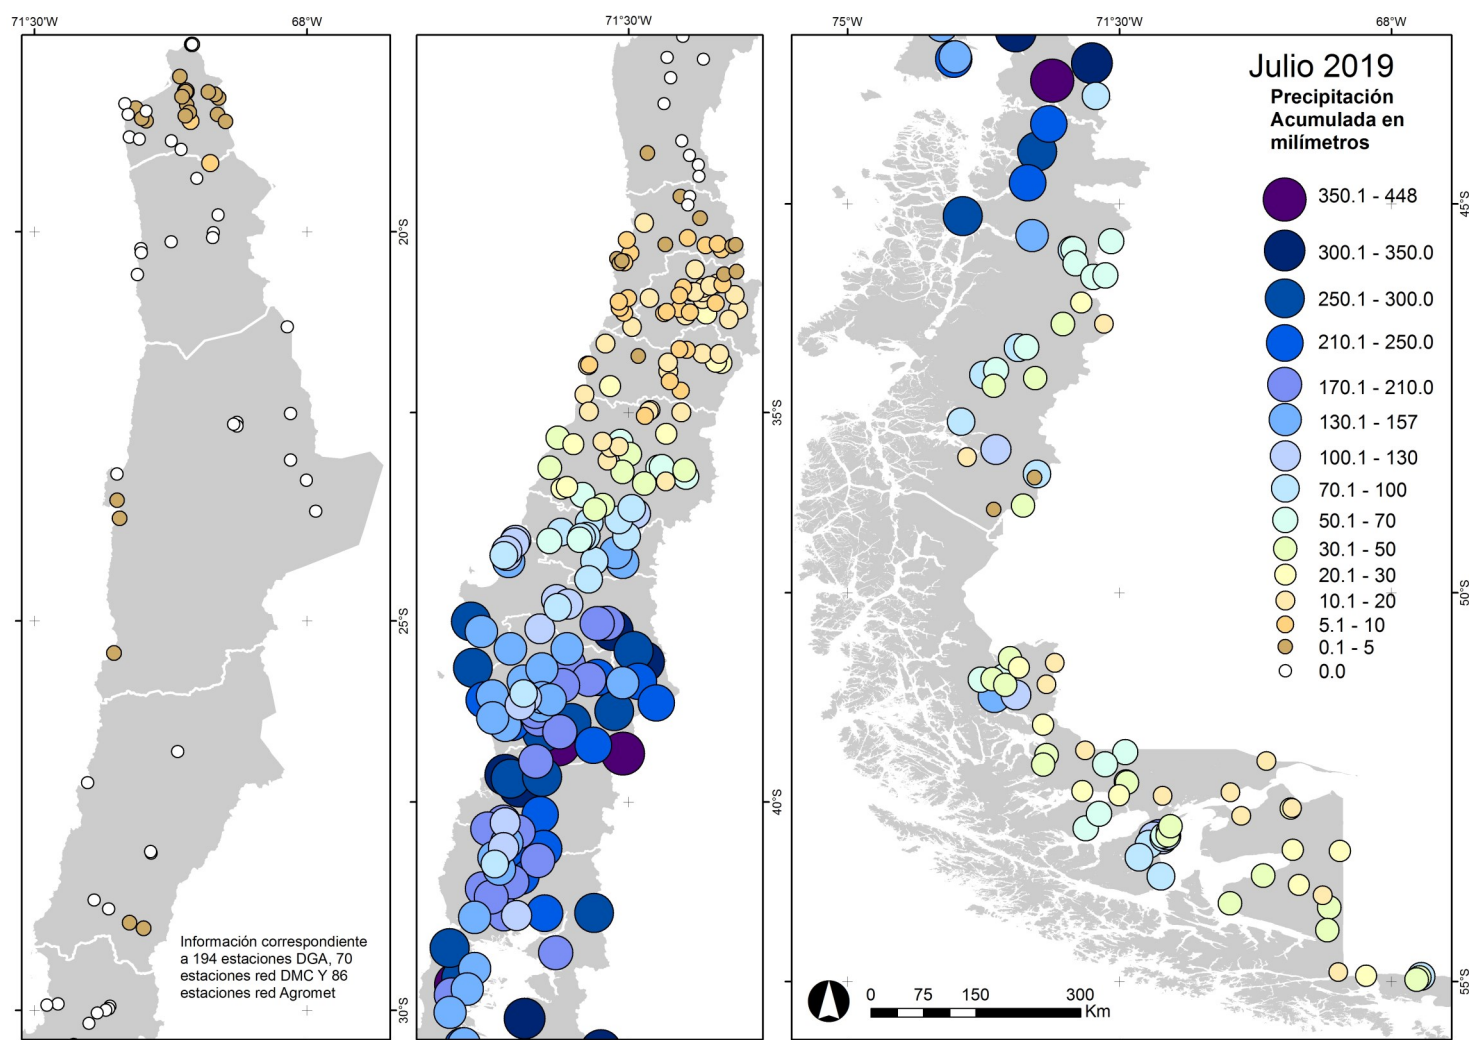 71°30'W
68°W
71°30'W
75°W
71°30'W
68°W
20°S
25°S
30°S
35°S
40°S
45°S
50°S
55°S
Información correspondiente
a 194 estaciones DGA, 70
estaciones red DMC Y 86
estaciones red Agromet
Julio 2019
Precipitación
Acumulada en
milímetros
350.1 - 448
300.1 - 350.0
250.1 - 300.0
210.1 - 250.0
170.1 - 210.0
130.1 - 157
100.1 - 130
70.1 - 100
50.1 - 70
30.1 - 50
20.1 - 30
10.1 - 20
5.1 - 10
0.1 - 5
0.0
0 75 150 300
Km